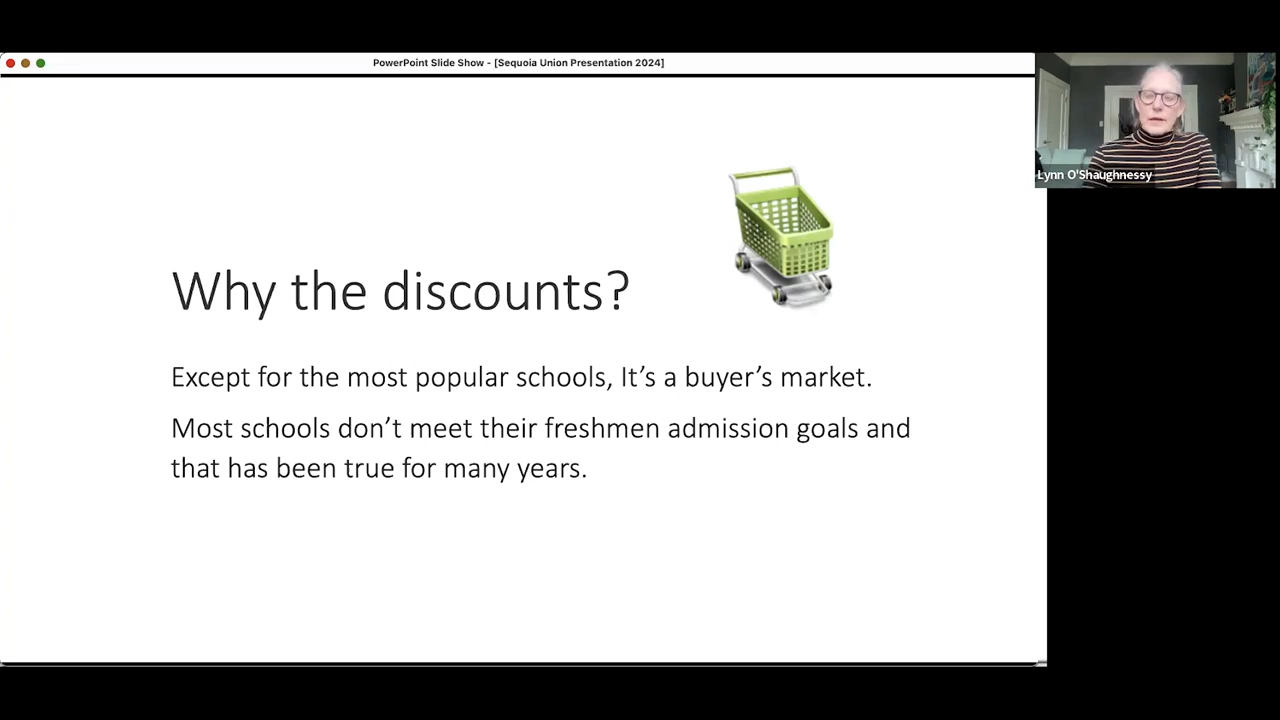 PowerPoint Slide Show - [Sequoia Union Presentation 2024]
Lynn O'Shaughnessy
Why the discounts?
Except for the most popular schools, It’s a buyer’s market.
Most schools don’t meet their freshmen admission goals and
that has been true for many years.